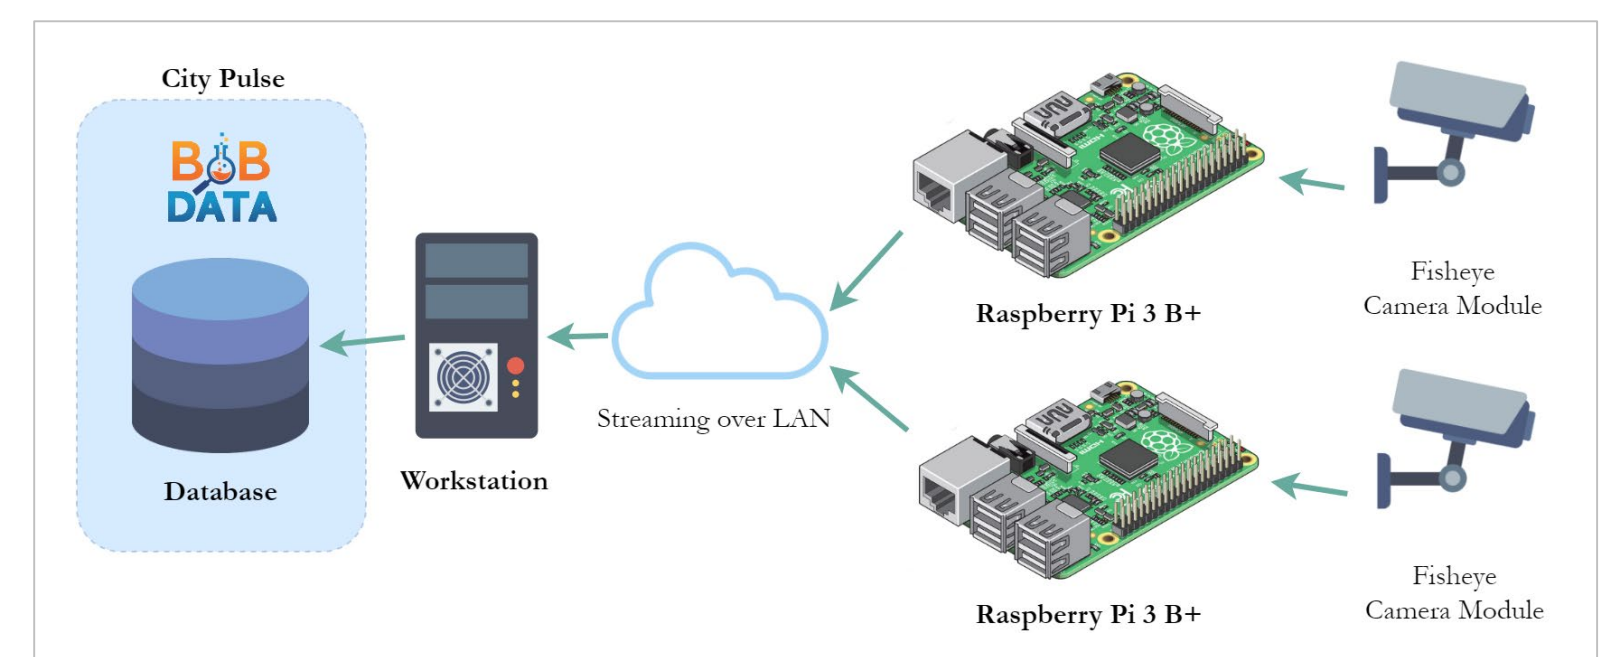 City Pulse
BOB
DATA
Database
Workstation
Streaming over LAN
Raspberry Pi 3 B+
Fisheye
Camera Module
Raspberry Pi 3 B+
Fisheye
Camera Module